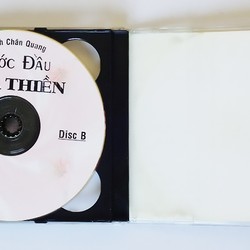 h Chân Quang
ớc Đầu
THIỀN
Disc B